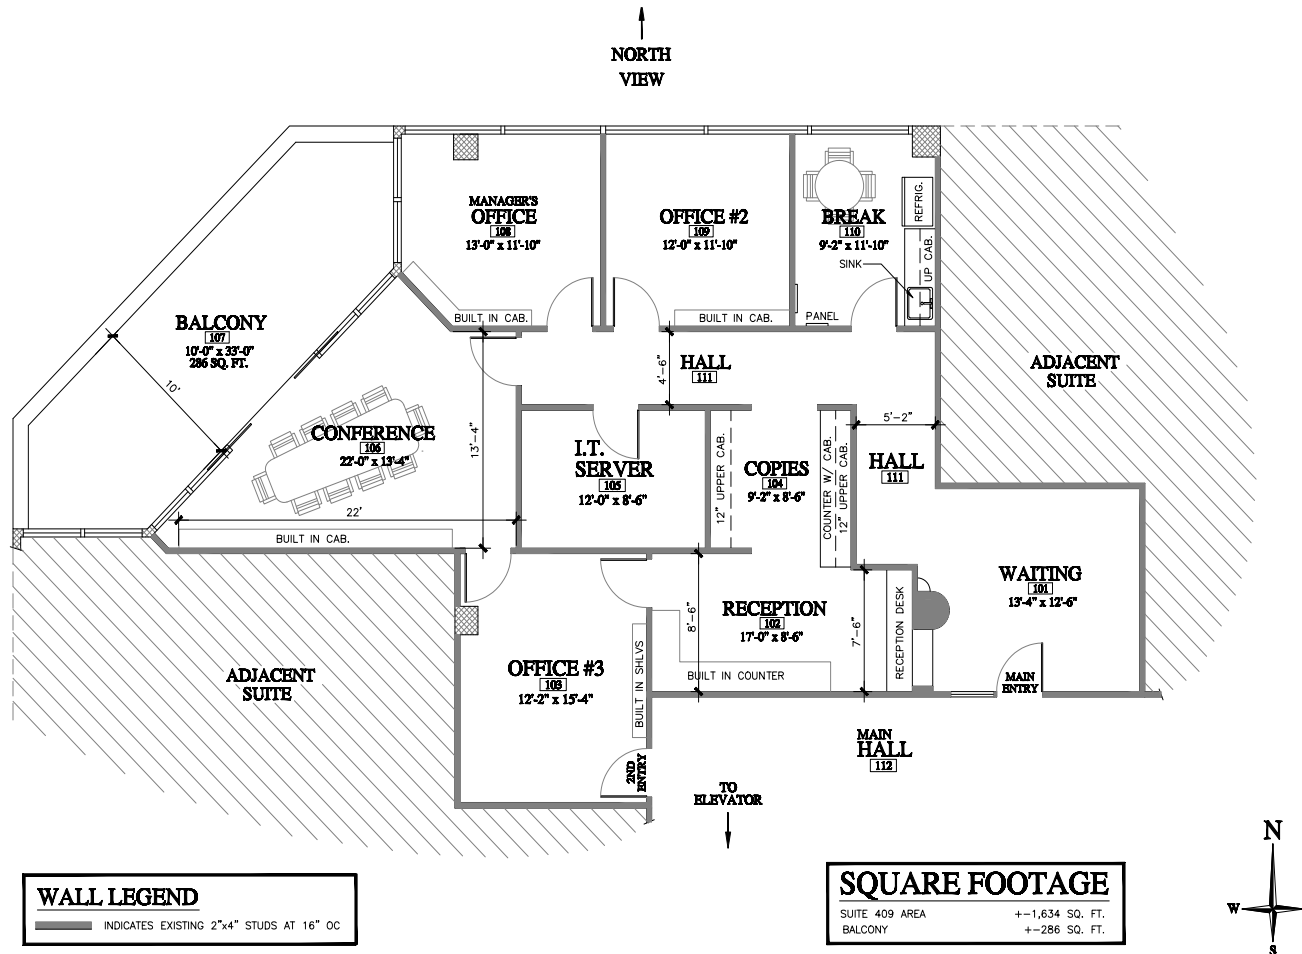 NORTH
VIEW
MANAGER'S
OFFICE
108
13'-0" x 11'-10"
OFFICE #2
109
12'-0" x 11'-10"
BREAK
110
9'-2" x 11'-10"
REFRIG.
SINK
UP CAB.
PANEL
BUILT IN CAB.
BUILT IN CAB.
BALCONY
107
10'-0" x 33'-0"
286 SQ. FT.
10'
HALL
111
4'-6"
ADJACENT
SUITE
CONFERENCE
106
22'-0" x 13'-4"
13'-4"
22'
BUILT IN CAB.
I.T.
SERVER
105
12'-0" x 8'-6"
12" UPPER CAB.
COPIES
104
9'-2" x 8'-6"
COUNTER W/ CAB.
12" UPPER CAB.
5'-2"
HALL
111
WAITING
101
13'-4" x 12'-6"
RECEPTION
102
17'-0" x 8'-6"
8'-6"
7'-6"
RECEPTION DESK
BUILT IN COUNTER
MAIN
ENTRY
OFFICE #3
103
12'-2" x 15'-4"
BUILT IN SHLVS
2ND
ENTRY
ADJACENT
SUITE
MAIN
HALL
112
TO
ELEVATOR
WALL LEGEND
INDICATES EXISTING 2"x4" STUDS AT 16" OC
SQUARE FOOTAGE
SUITE 409 AREA +-1,634 SQ. FT.
BALCONY +-286 SQ. FT.
N
W
S